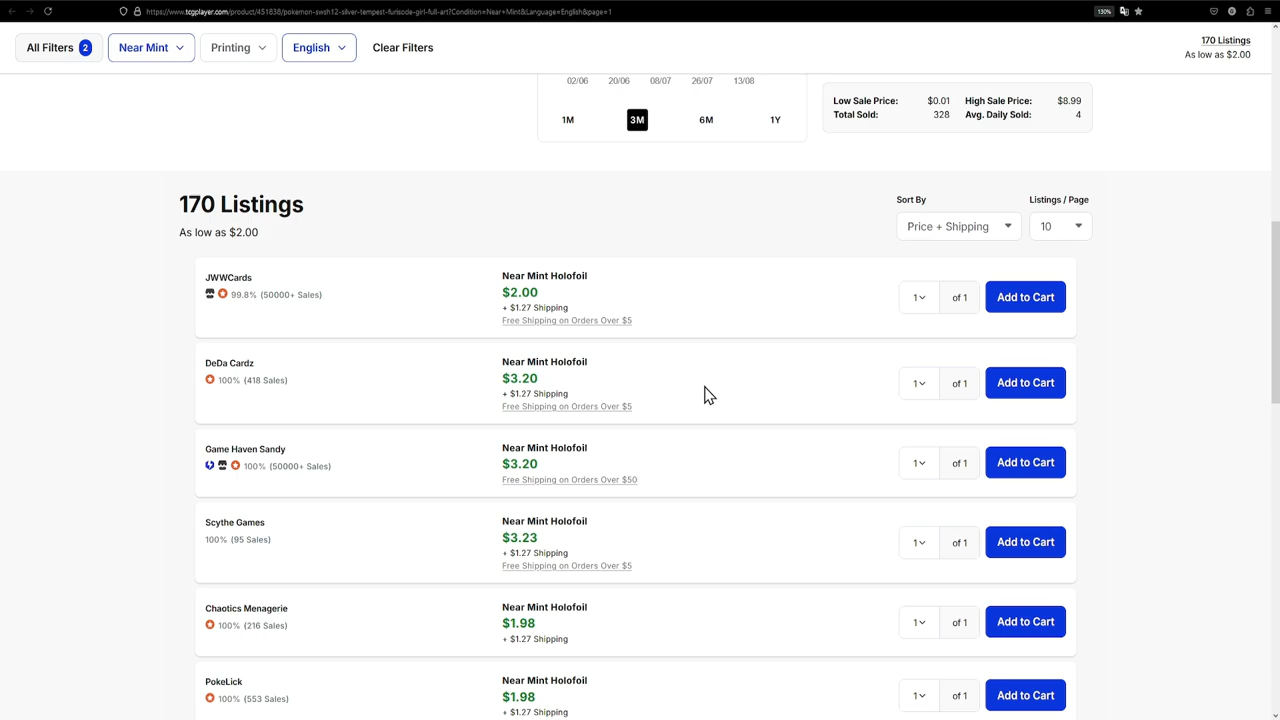 https://www.tcgplayer.com/product/451838/pokemon-swsh12-silver-tempest-furisode-girl-full-art?Condition=Near+Mint&Language=English&page=1
130%
All Filters 2
Near Mint
Printing
English
Clear Filters
170 Listings
As low as $2.00
02/06 20/06 08/07 26/07 13/08
1M 3M 6M 1Y
Low Sale Price: $0.01 High Sale Price: $8.99
Total Sold: 328 Avg. Daily Sold: 4
170 Listings
As low as $2.00
Sort By
Price + Shipping
Listings / Page
10
JWWCards
99.8% (50000+ Sales)
Near Mint Holofoil
$2.00
+ $1.27 Shipping
Free Shipping on Orders Over $5
1 of 1 Add to Cart
DeDa Cardz
100% (418 Sales)
Near Mint Holofoil
$3.20
+ $1.27 Shipping
Free Shipping on Orders Over $5
1 of 1 Add to Cart
Game Haven Sandy
100% (50000+ Sales)
Near Mint Holofoil
$3.20
Free Shipping on Orders Over $50
1 of 1 Add to Cart
Scythe Games
100% (95 Sales)
Near Mint Holofoil
$3.23
+ $1.27 Shipping
Free Shipping on Orders Over $5
1 of 1 Add to Cart
Chaotics Menagerie
100% (216 Sales)
Near Mint Holofoil
$1.98
+ $1.27 Shipping
1 of 1 Add to Cart
PokeLick
100% (553 Sales)
Near Mint Holofoil
$1.98
+ $1.27 Shipping
1 of 1 Add to Cart